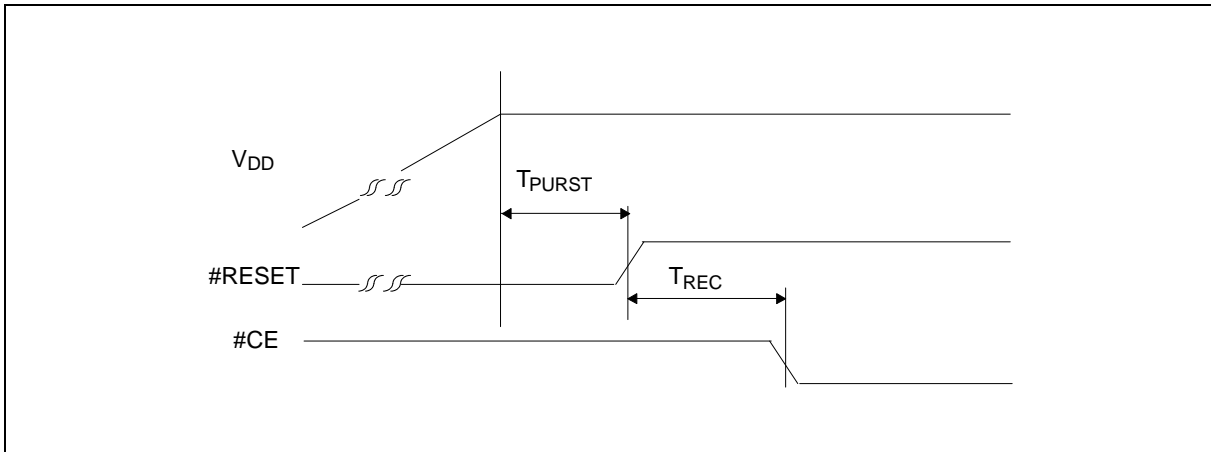 VDD
TPURST
#RESET
TREC
#CE